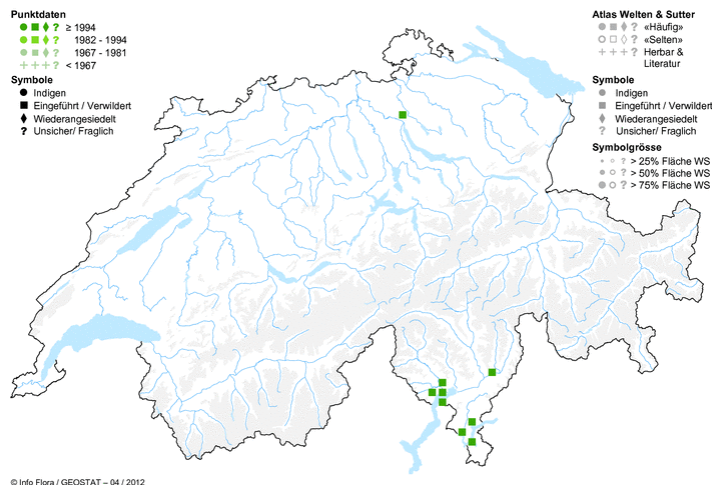 Punktdaten
? ≥ 1994
? 1982 - 1994
? 1967 - 1981
+++? < 1967
Symbole
Indigen
Eingeführt / Verwildert
Wiederangesiedelt
? Unsicher/ Fraglich
Atlas Welten & Sutter
? «Häufig»
? «Selten»
+++? Herbar &
Literatur
Symbole
Indigen
Eingeführt / Verwildert
Wiederangesiedelt
? Unsicher/ Fraglich
Symbolgrösse
? > 25% Fläche WS
? > 50% Fläche WS
? > 75% Fläche WS
© Info Flora / GEOSTAT – 04 / 2012